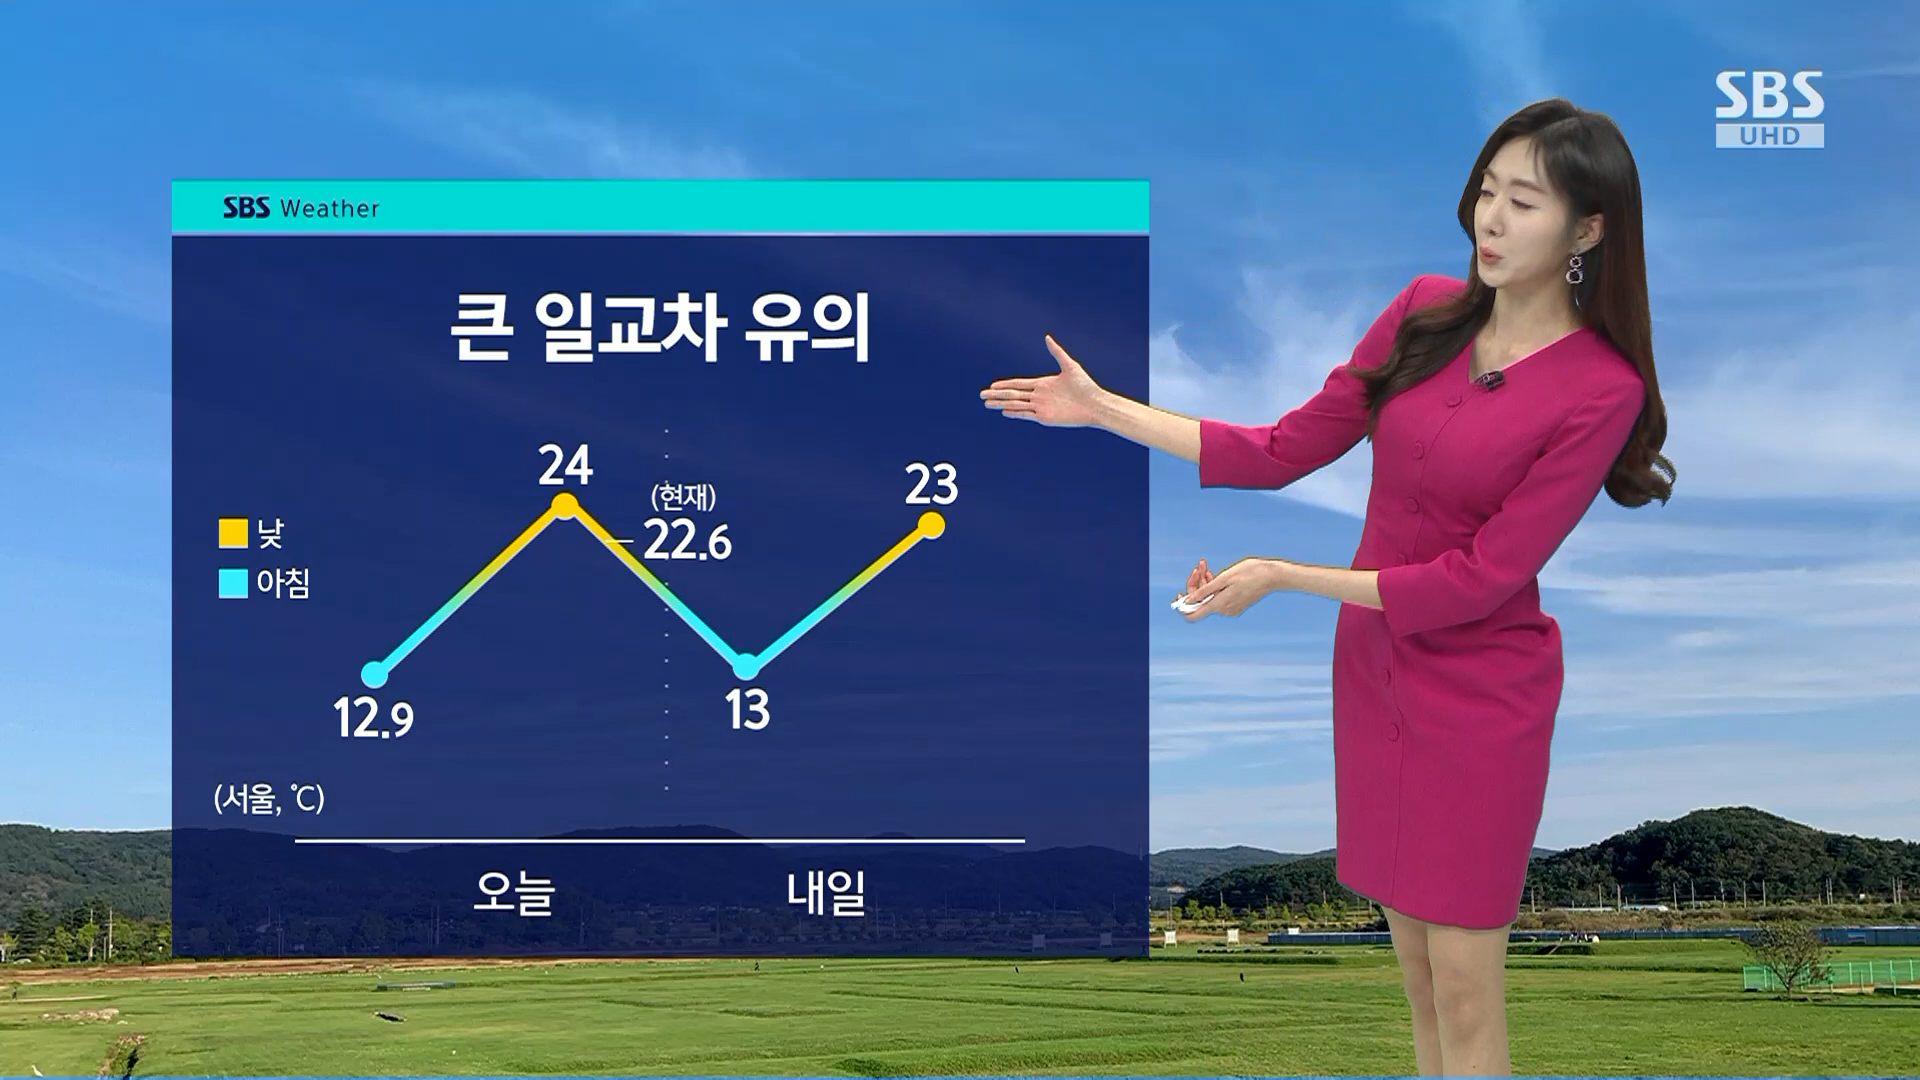 SBS
UHD
SBS Weather
큰 일교차 유의
24
(현재)
22.6
23
낮
아침
12.9
13
(서울, ℃)
오늘
내일